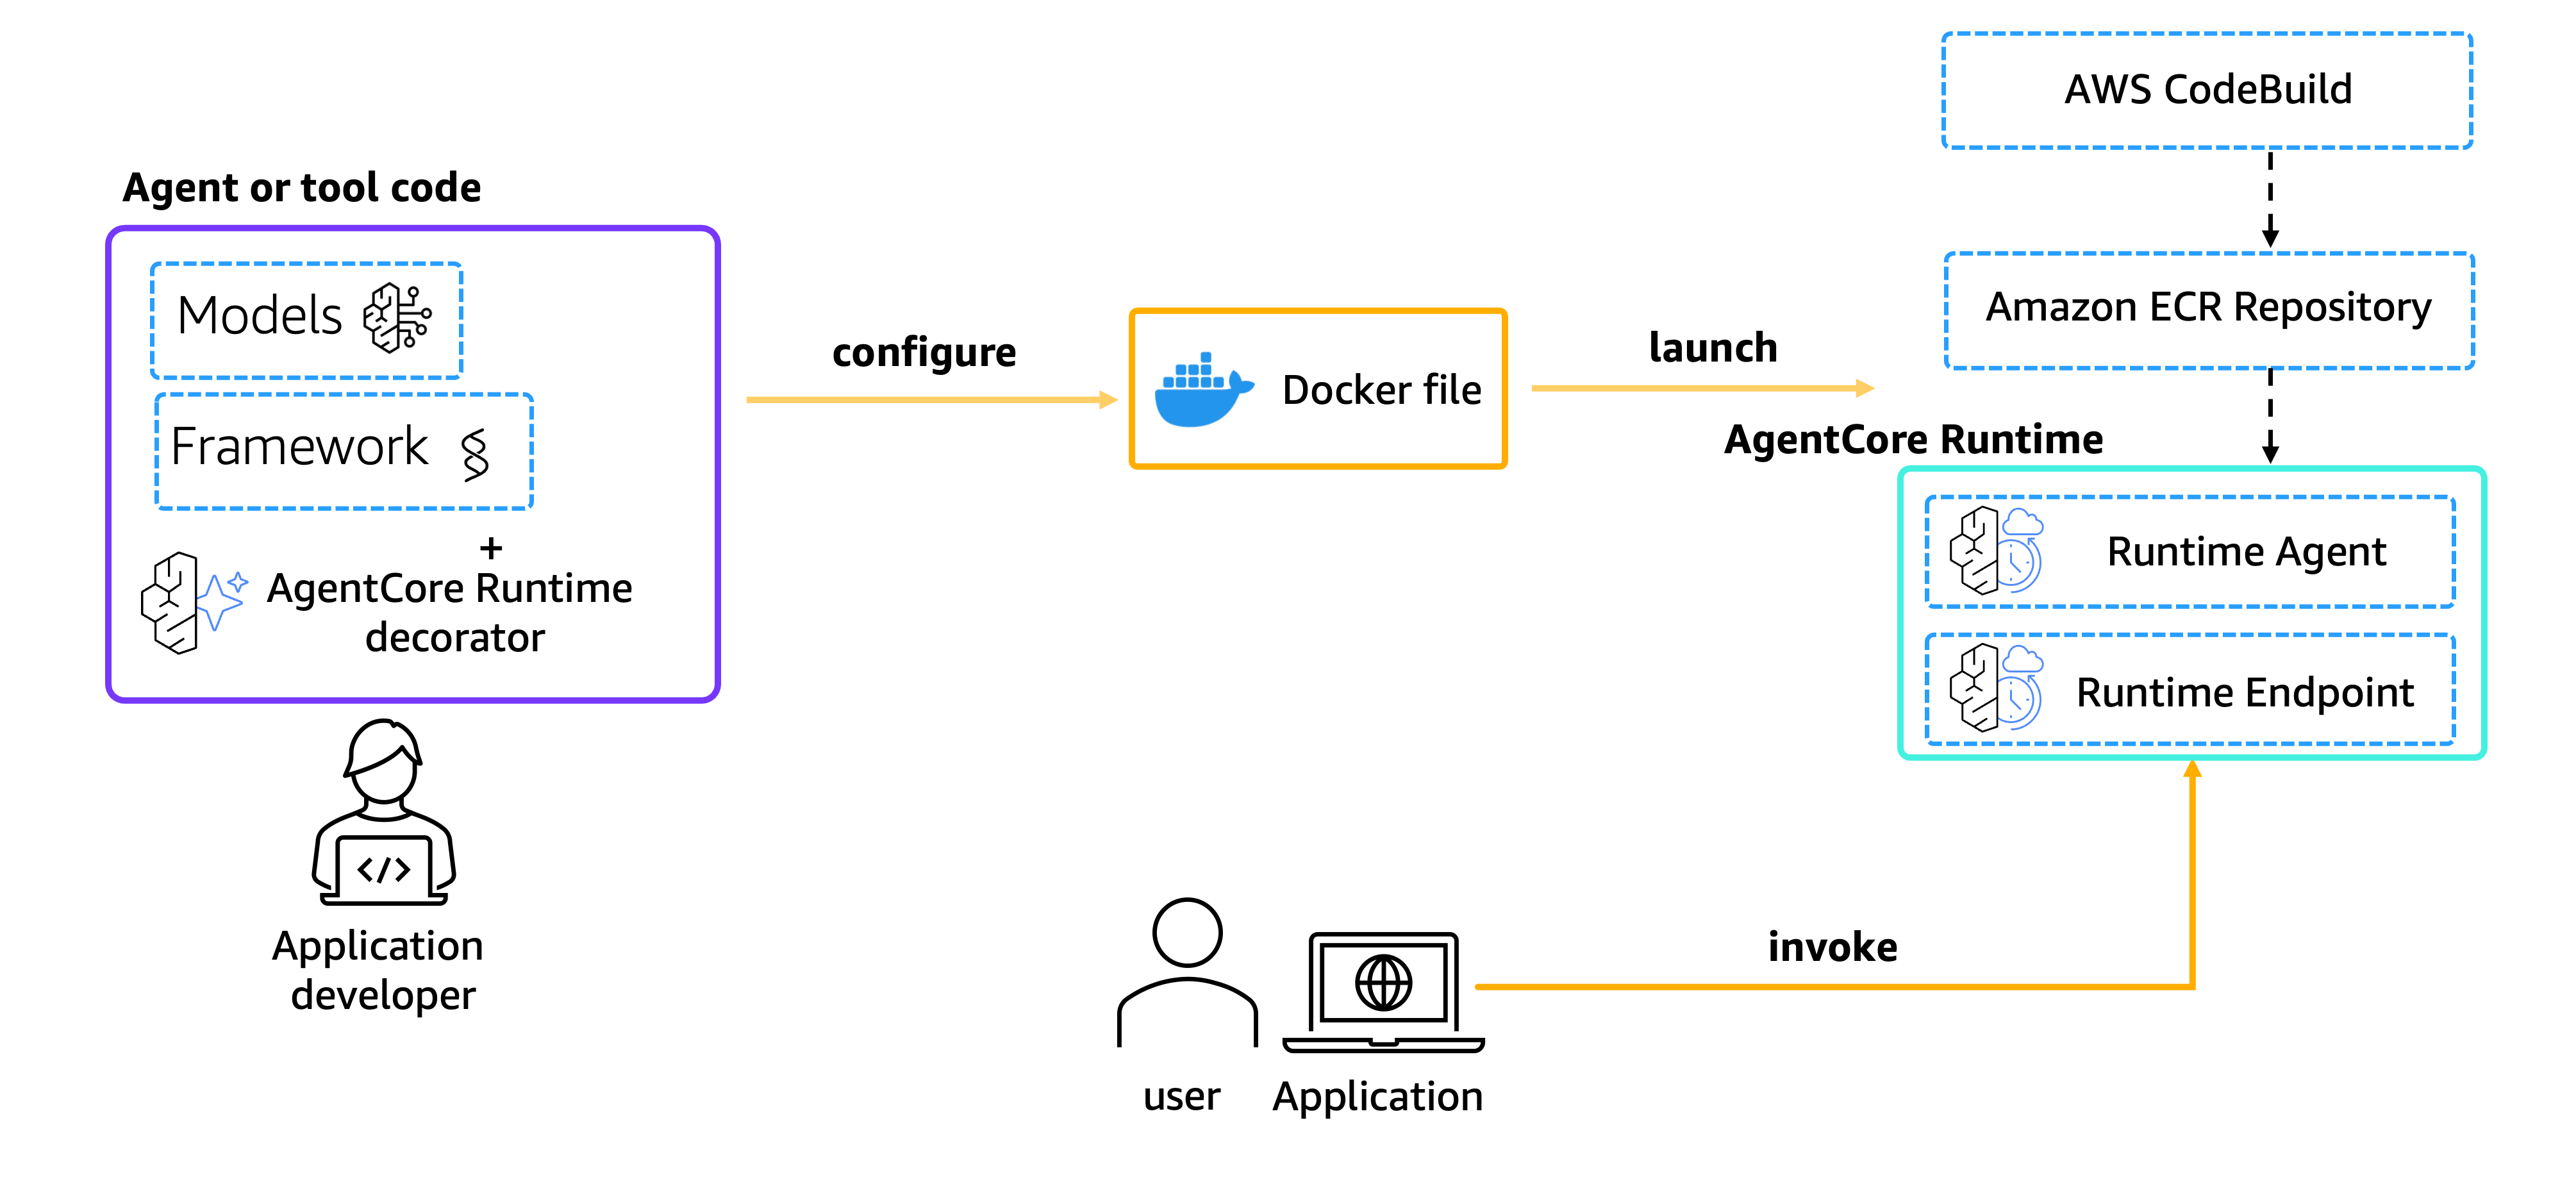 Agent or tool code
Models
Framework
+
AgentCore Runtime
decorator
Application
developer
configure
Docker file
launch
AWS CodeBuild
Amazon ECR Repository
AgentCore Runtime
Runtime Agent
Runtime Endpoint
invoke
user
Application